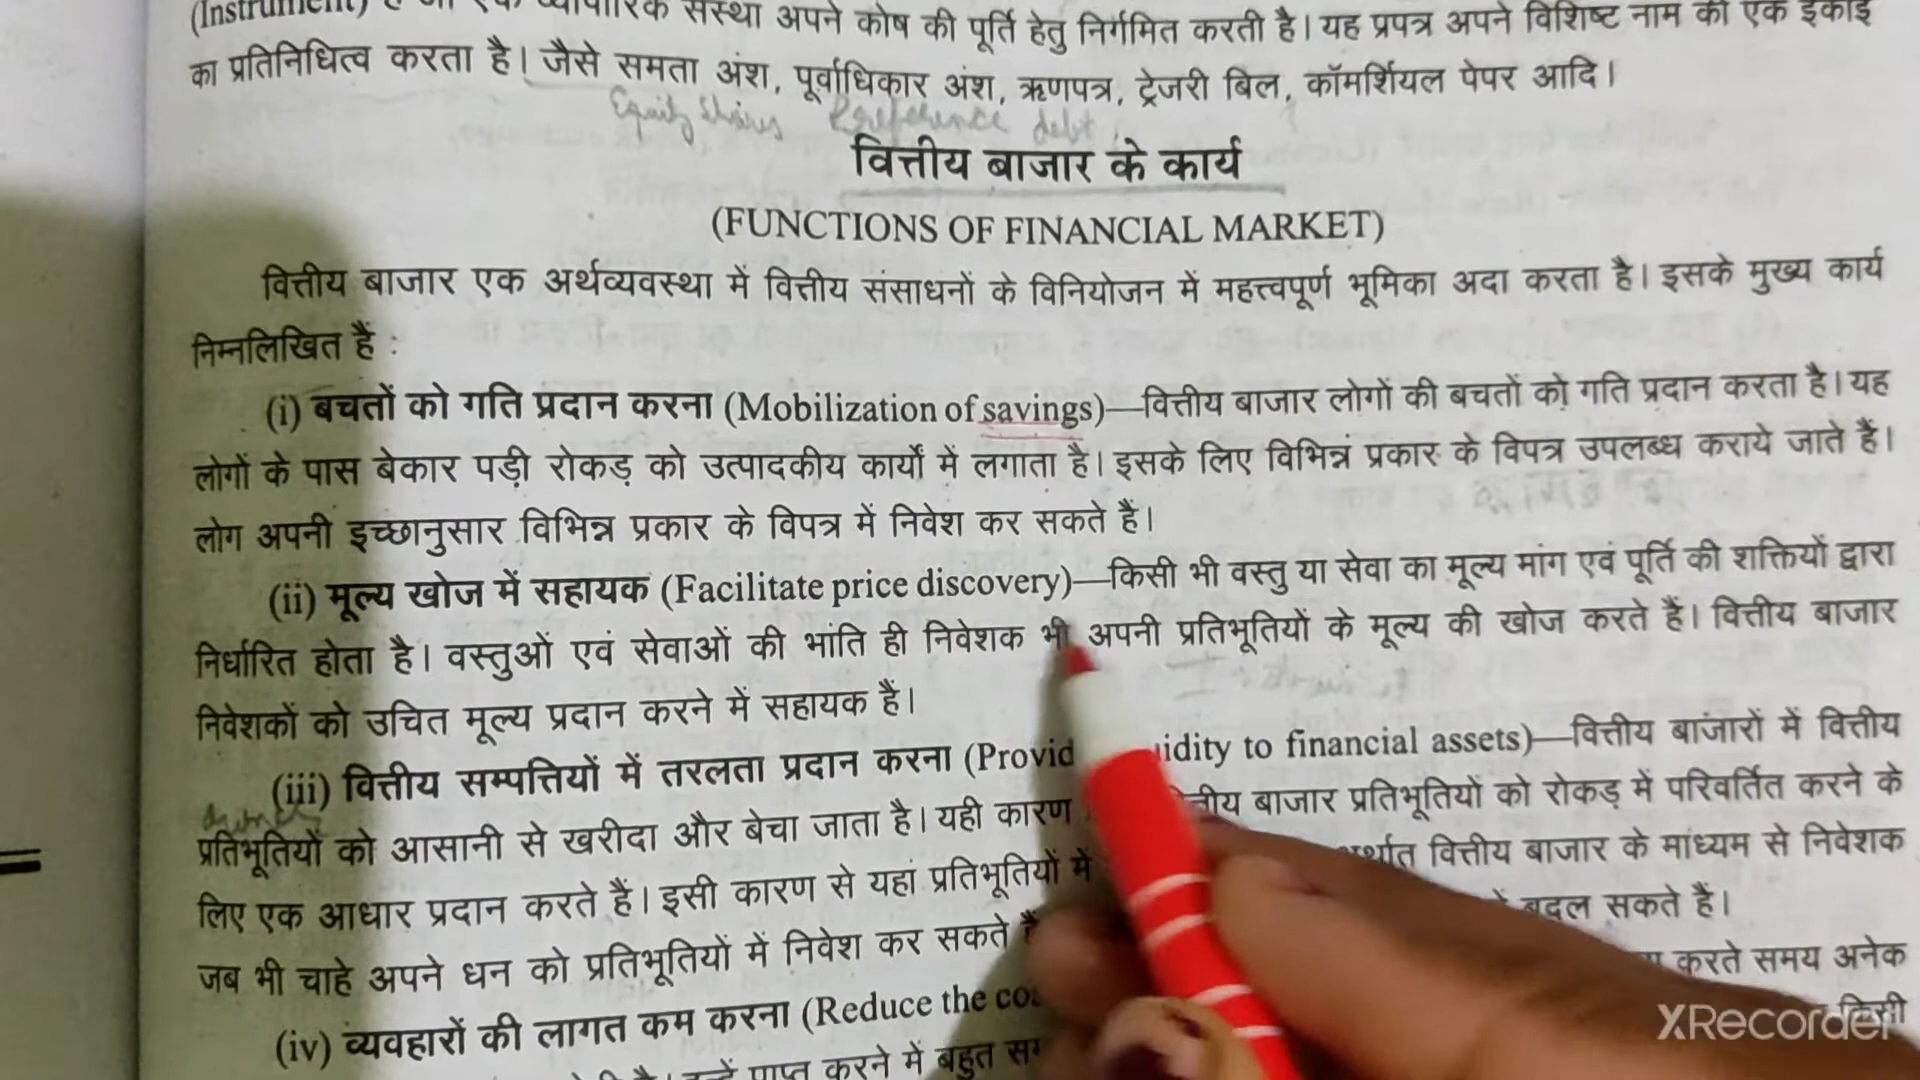 (Instrument) है जो एक व्यापारिक संस्था अपने कोष की पूर्ति हेतु निर्गमित करती है। यह प्रपत्र अपने विशिष्ट नाम की एक इकाई
का प्रतिनिधित्व करता है। जैसे समता अंश, पूर्वाधिकार अंश, ऋणपत्र, ट्रेजरी बिल, कॉमर्शियल पेपर आदि।
Equity Shares Preference debt
वित्तीय बाजार के कार्य
(FUNCTIONS OF FINANCIAL MARKET)
वित्तीय बाजार एक अर्थव्यवस्था में वित्तीय संसाधनों के विनियोजन में महत्त्वपूर्ण भूमिका अदा करता है। इसके मुख्य कार्य
निम्नलिखित हैं :
(i) बचतों को गति प्रदान करना (Mobilization of savings)—वित्तीय बाजार लोगों की बचतों को गति प्रदान करता है। यह
लोगों के पास बेकार पड़ी रोकड़ को उत्पादकीय कार्यों में लगाता है। इसके लिए विभिन्न प्रकार के विपत्र उपलब्ध कराये जाते हैं।
लोग अपनी इच्छानुसार विभिन्न प्रकार के विपत्र में निवेश कर सकते हैं।
(ii) मूल्य खोज में सहायक (Facilitate price discovery)—किसी भी वस्तु या सेवा का मूल्य मांग एवं पूर्ति की शक्तियों द्वारा
निर्धारित होता है। वस्तुओं एवं सेवाओं की भांति ही निवेशक भी अपनी प्रतिभूतियों के मूल्य की खोज करते हैं। वित्तीय बाजार
निवेशकों को उचित मूल्य प्रदान करने में सहायक हैं।
(iii) वित्तीय सम्पत्तियों में तरलता प्रदान करना (Provid idity to financial assets)—वित्तीय बाजारों में वित्तीय
प्रतिभूतियों को आसानी से खरीदा और बेचा जाता है। यही कारण बाजार प्रतिभूतियों को रोकड़ में परिवर्तित करने के
लिए एक आधार प्रदान करते हैं। इसी कारण से यहां प्रतिभूतियों में अर्थात वित्तीय बाजार के माध्यम से निवेशक
जब भी चाहे अपने धन को प्रतिभूतियों में निवेश कर सकते बदल सकते हैं।
(iv) व्यवहारों की लागत कम करना (Reduce the cos करते समय अनेक
प्राप्त करने में बहुत किसी
XRecorder